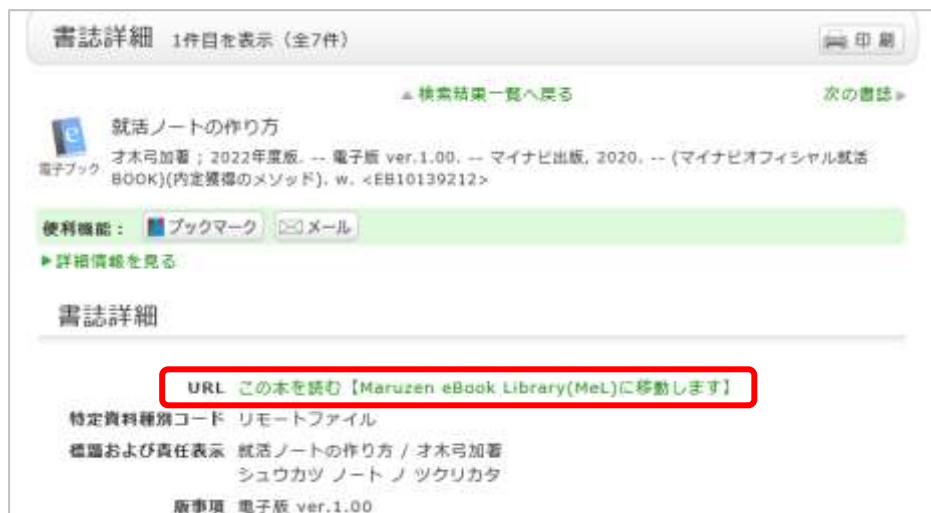 書誌詳細 1件目を表示（全7件） 印刷
▲検索結果一覧へ戻る 次の書誌▶
就活ノートの作り方
才木弓加著 ; 2022年度版. -- 電子版 ver.1.00. -- マイナビ出版, 2020. -- (マイナビオフィシャル就活
BOOK)(内定獲得のメソッド). w. <EB10139212>
電子ブック
便利機能： ブックマーク メール
▶詳細情報を見る
書誌詳細
URL この本を読む【Maruzen eBook Library(MeL)に移動します】
特定資料種別コード リモートファイル
標題および責任表示 就活ノートの作り方 / 才木弓加著
シュウカツ ノート ノ ツクリカタ
版事項 電子版 ver.1.00